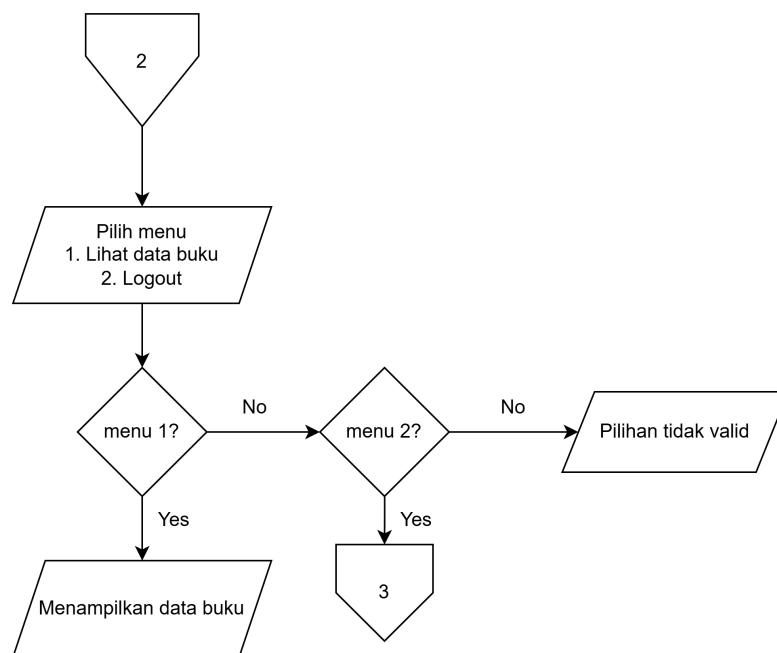 2
Pilih menu
1. Lihat data buku
2. Logout
menu 1?
No
menu 2?
No
Pilihan tidak valid
Yes
Yes
Menampilkan data buku
3